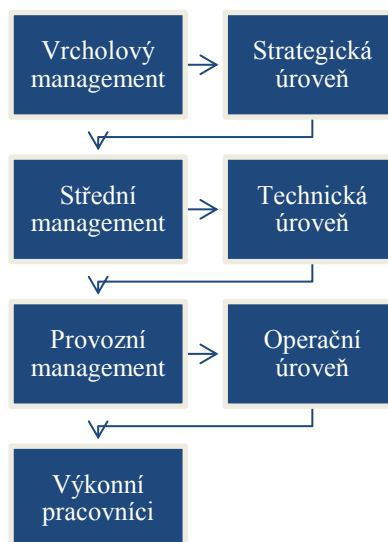 Vrcholový
management
Strategická
úroveň
Střední
management
Technická
úroveň
Provozní
management
Operační
úroveň
Výkonní
pracovníci